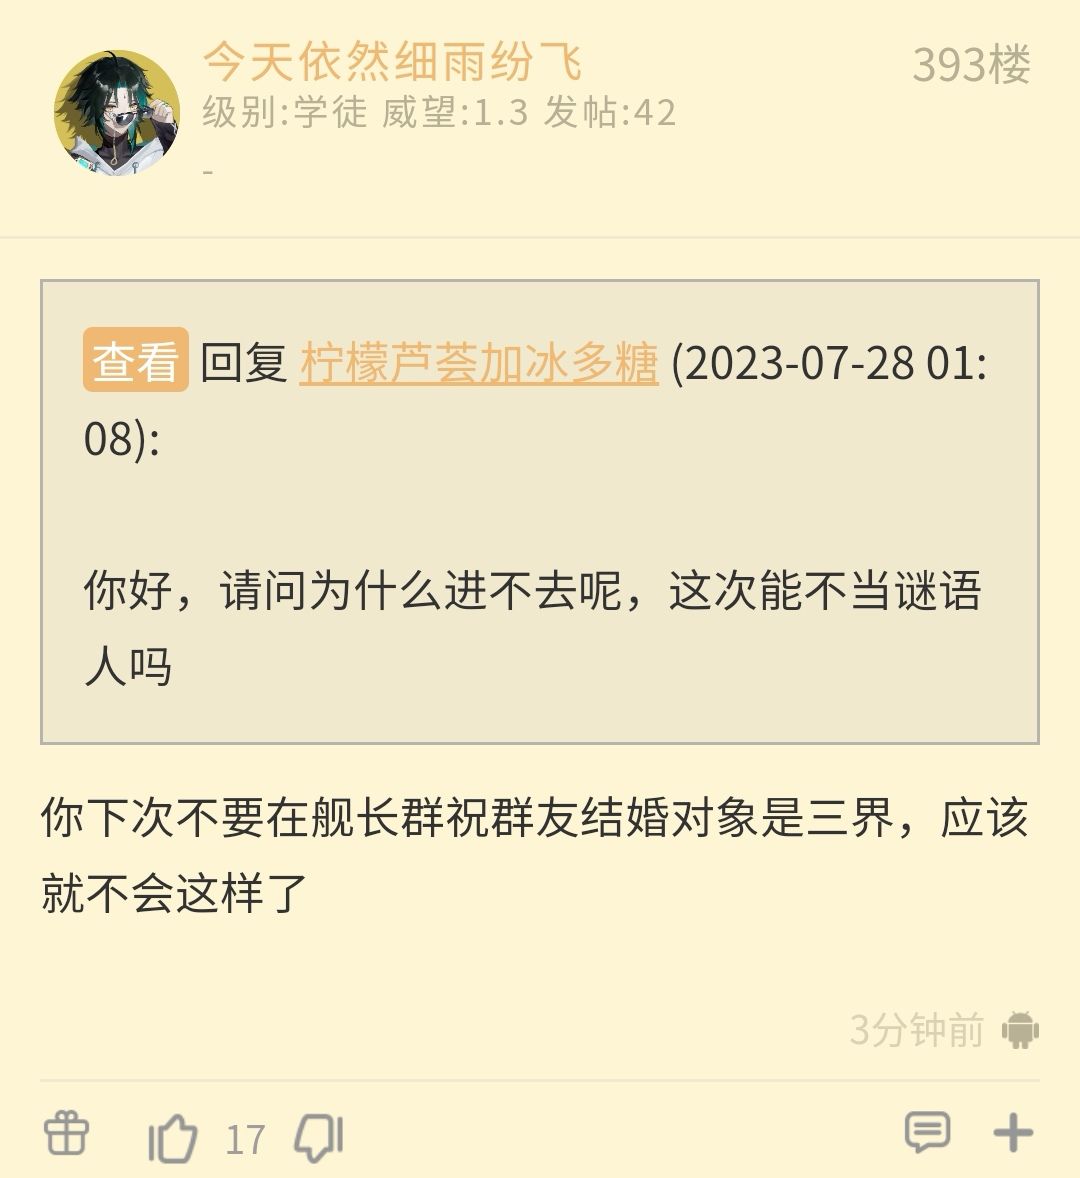 今天依然细雨纷飞
393楼
级别:学徒 威望:1.3 发帖:42
-
查看 回复 柠檬芦荟加冰多糖 (2023-07-28 01:
08):
你好，请问为什么进不去呢，这次能不当谜语
人吗
你下次不要在舰长群祝群友结婚对象是三界，应该
就不会这样了
3分钟前
17